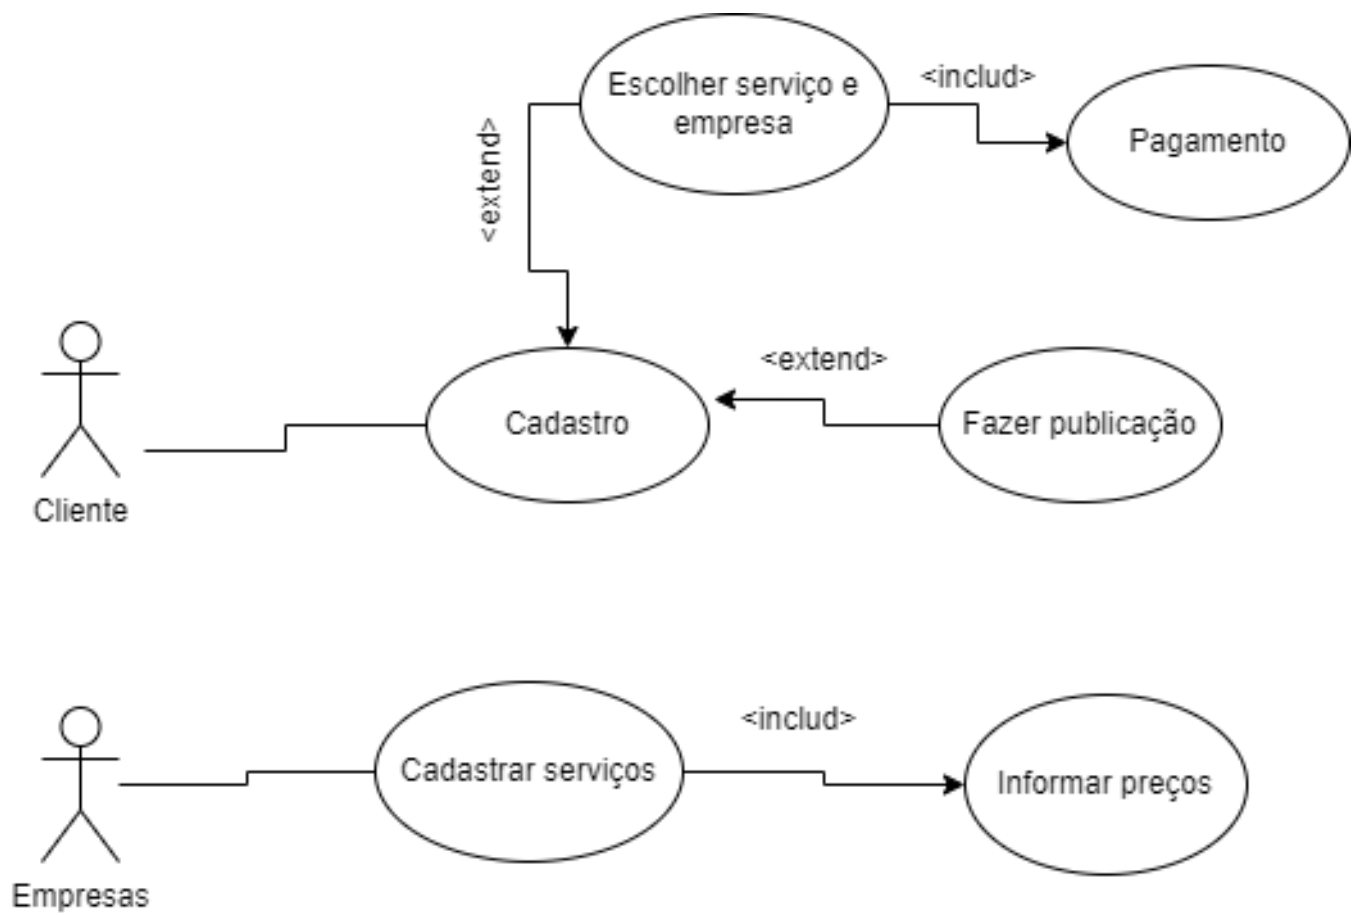 Escolher serviço e
empresa
<includ>
Pagamento
<extend>
Cliente
Cadastro
<extend>
Fazer publicação
Empresas
Cadastrar serviços
<includ>
Informar preços